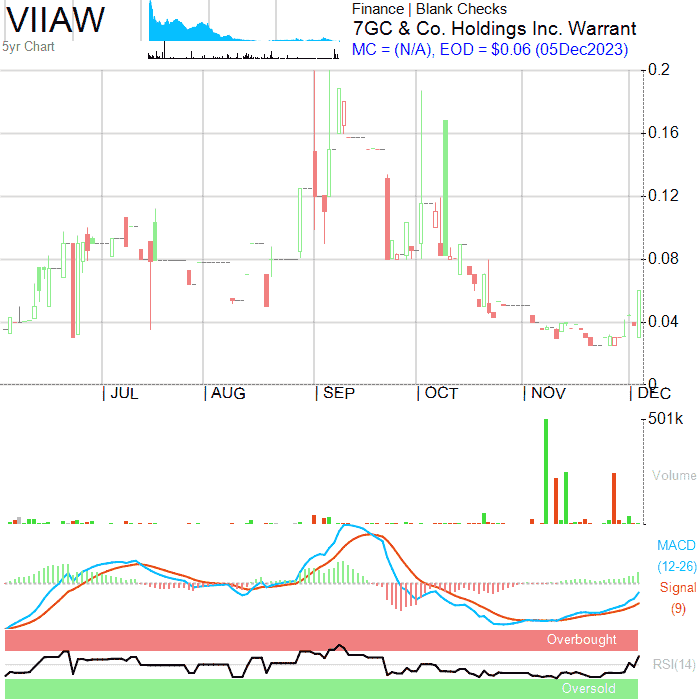 VIIAW
5yr Chart
Finance | Blank Checks
7GC & Co. Holdings Inc. Warrant
MC = (N/A), EOD = $0.06 (05Dec2023)
0.2
0.16
0.12
0.08
0.04
0
| JUL | AUG | SEP | OCT | NOV | DEC
501k
Volume
MACD
(12-26)
Signal
(9)
Overbought
RSI(14)
Oversold